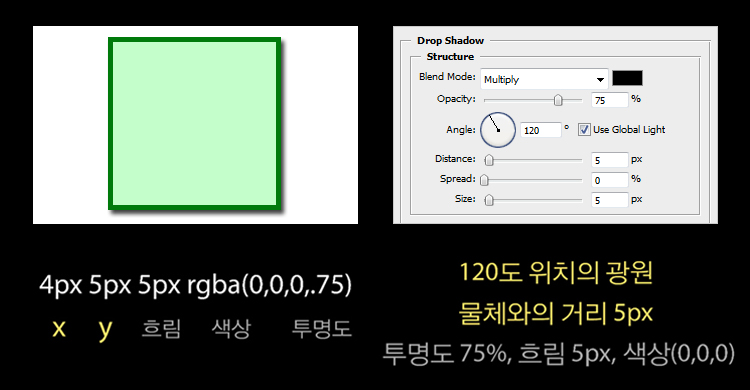 Drop Shadow
Structure
Blend Mode: Multiply
Opacity: 75 %
Angle: 120 ° Use Global Light
Distance: 5 px
Spread: 0 %
Size: 5 px
4px 5px 5px rgba(0,0,0,.75)
x y 흐림 색상 투명도
120도 위치의 광원
물체와의 거리 5px
투명도 75%, 흐림 5px, 색상(0,0,0)